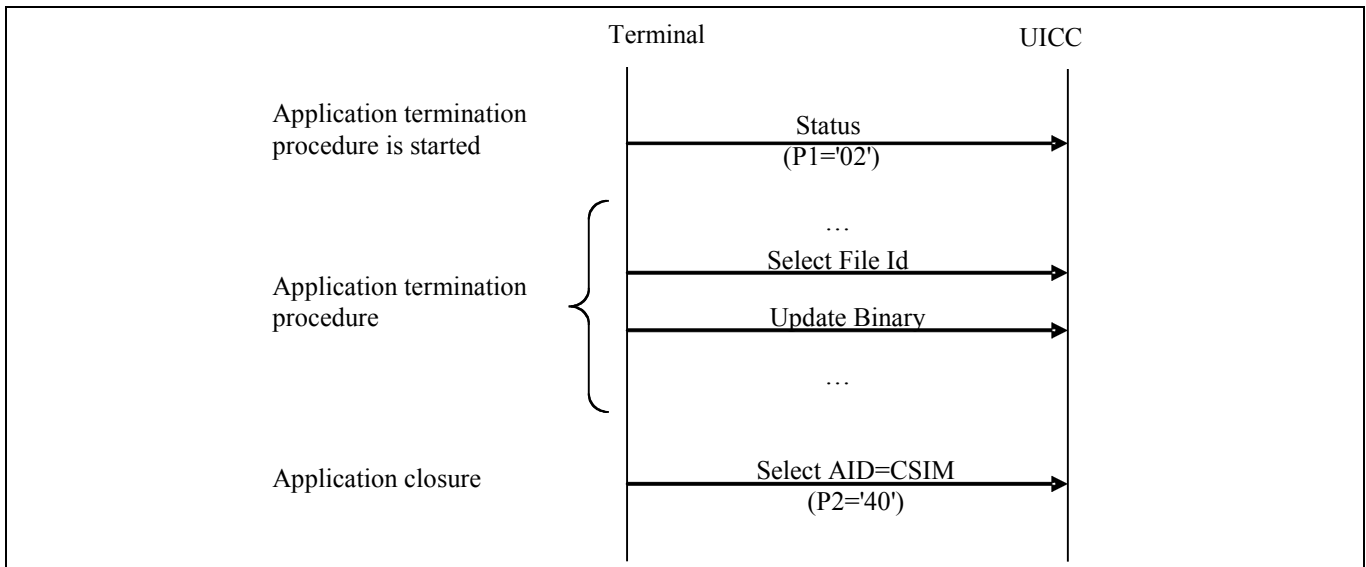 Terminal
UICC
Application termination
procedure is started
Status
(P1='02')
…
Select File Id
Application termination
procedure
Update Binary
…
Application closure
Select AID=CSIM
(P2='40')